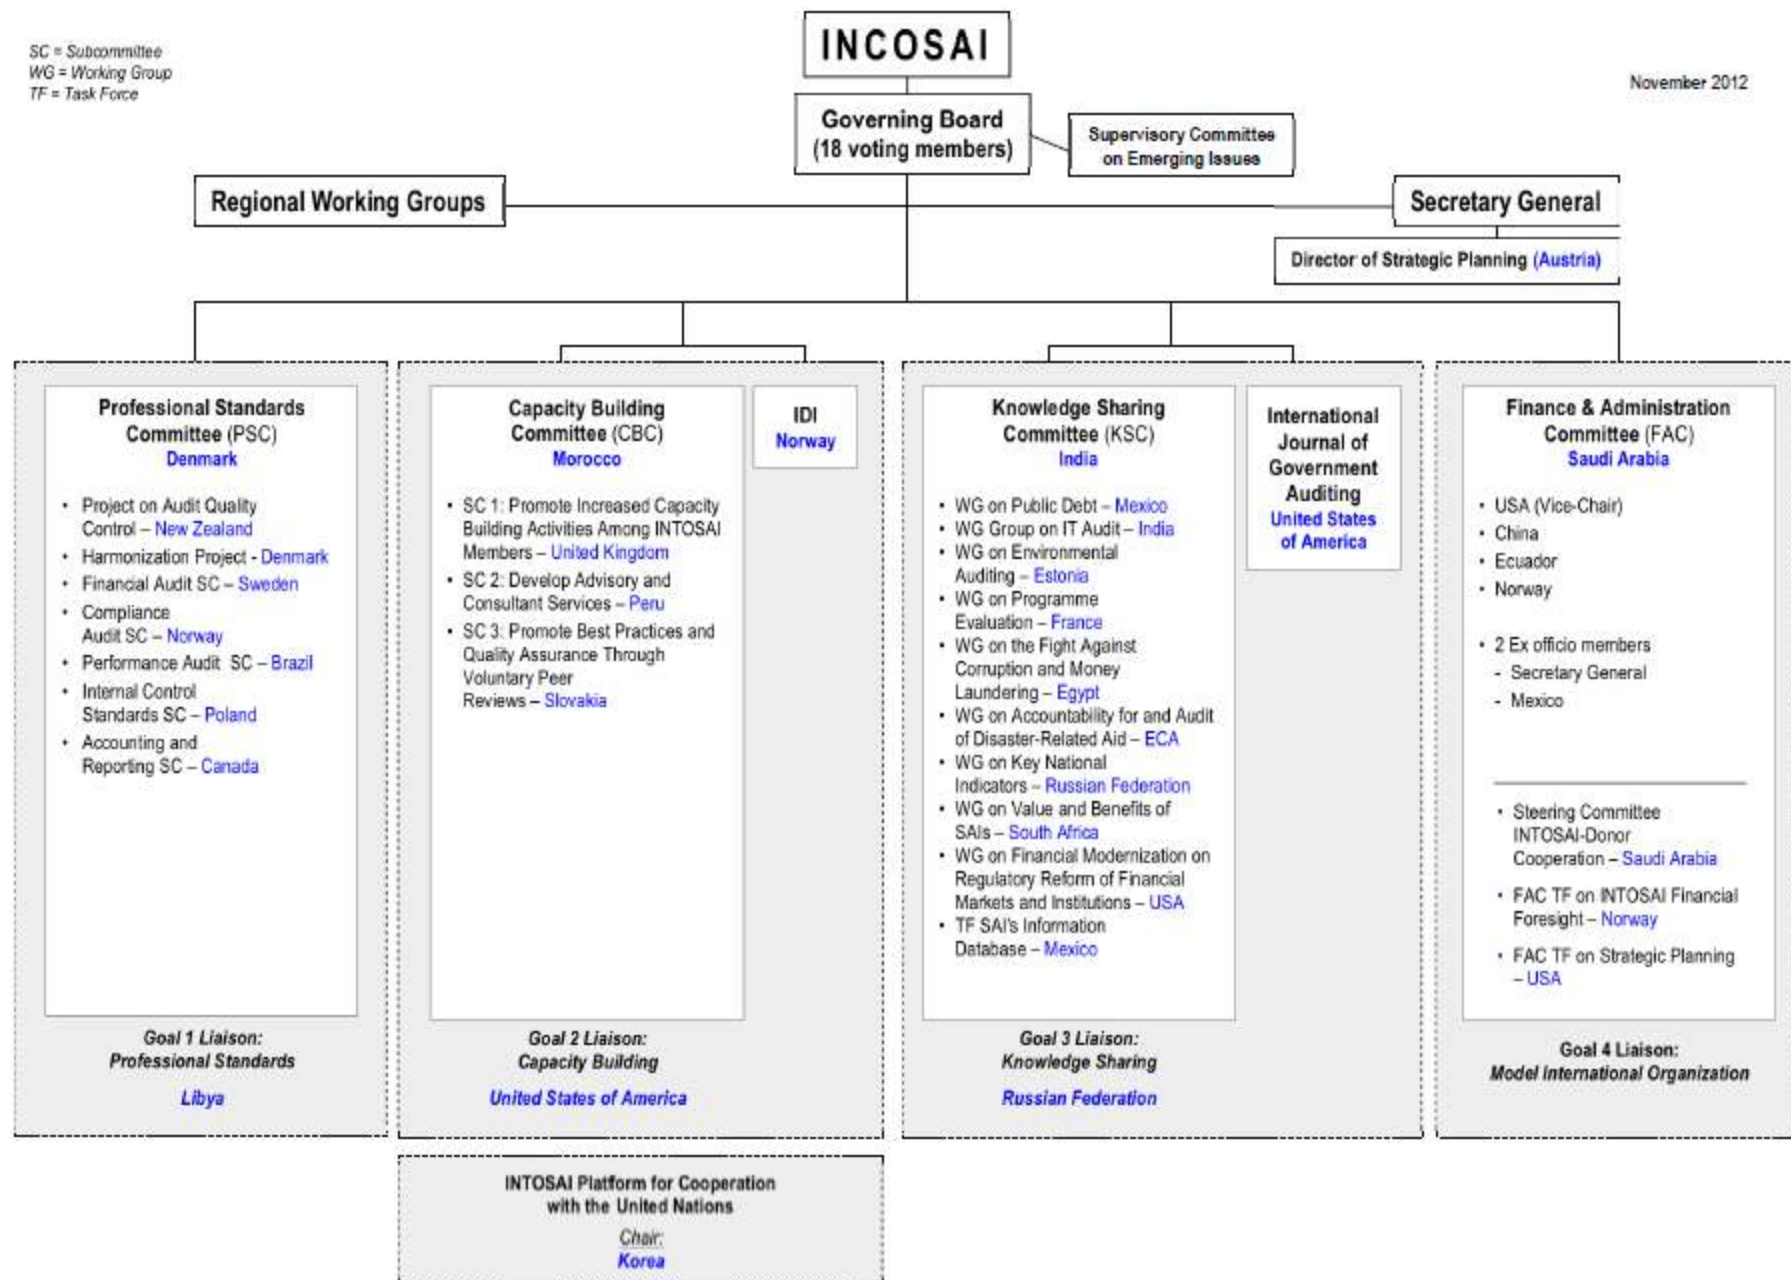 SC = Subcommittee
WG = Working Group
TF = Task Force
INCOSAI
November 2012
Governing Board
(18 voting members)
Supervisory Committee
on Emerging Issues
Regional Working Groups
Secretary General
Director of Strategic Planning (Austria)
Professional Standards
Committee (PSC)
Denmark
• Project on Audit Quality
Control – New Zealand
• Harmonization Project - Denmark
• Financial Audit SC – Sweden
• Compliance
Audit SC – Norway
• Performance Audit SC – Brazil
• Internal Control
Standards SC – Poland
• Accounting and
Reporting SC – Canada
Goal 1 Liaison:
Professional Standards
Libya
Capacity Building
Committee (CBC)
Morocco
• SC 1: Promote Increased Capacity
Building Activities Among INTOSAI
Members – United Kingdom
• SC 2: Develop Advisory and
Consultant Services – Peru
• SC 3: Promote Best Practices and
Quality Assurance Through
Voluntary Peer
Reviews – Slovakia
IDI
Norway
Goal 2 Liaison:
Capacity Building
United States of America
Knowledge Sharing
Committee (KSC)
India
• WG on Public Debt – Mexico
• WG Group on IT Audit – India
• WG on Environmental
Auditing – Estonia
• WG on Programme
Evaluation – France
• WG on the Fight Against
Corruption and Money
Laundering – Egypt
• WG on Accountability for and Audit
of Disaster-Related Aid – ECA
• WG on Key National
Indicators – Russian Federation
• WG on Value and Benefits of
SAIs – South Africa
• WG on Financial Modernization on
Regulatory Reform of Financial
Markets and Institutions – USA
• TF SAI's Information
Database – Mexico
International
Journal of
Government
Auditing
United States
of America
Goal 3 Liaison:
Knowledge Sharing
Russian Federation
Finance & Administration
Committee (FAC)
Saudi Arabia
• USA (Vice-Chair)
• China
• Ecuador
• Norway
• 2 Ex officio members
- Secretary General
- Mexico
• Steering Committee
INTOSAI-Donor
Cooperation – Saudi Arabia
• FAC TF on INTOSAI Financial
Foresight – Norway
• FAC TF on Strategic Planning
– USA
Goal 4 Liaison:
Model International Organization
INTOSAI Platform for Cooperation
with the United Nations
Chair:
Korea